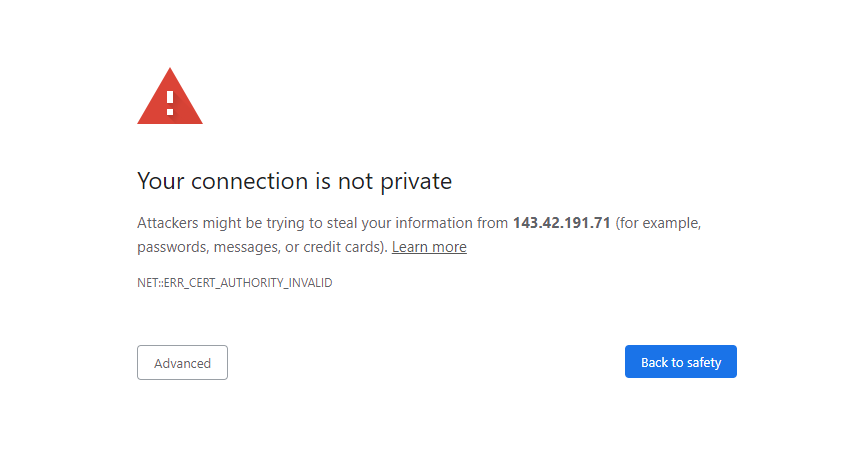 Your connection is not private
Attackers might be trying to steal your information from 143.42.191.71 (for example,
passwords, messages, or credit cards). Learn more
NET::ERR_CERT_AUTHORITY_INVALID
Advanced
Back to safety